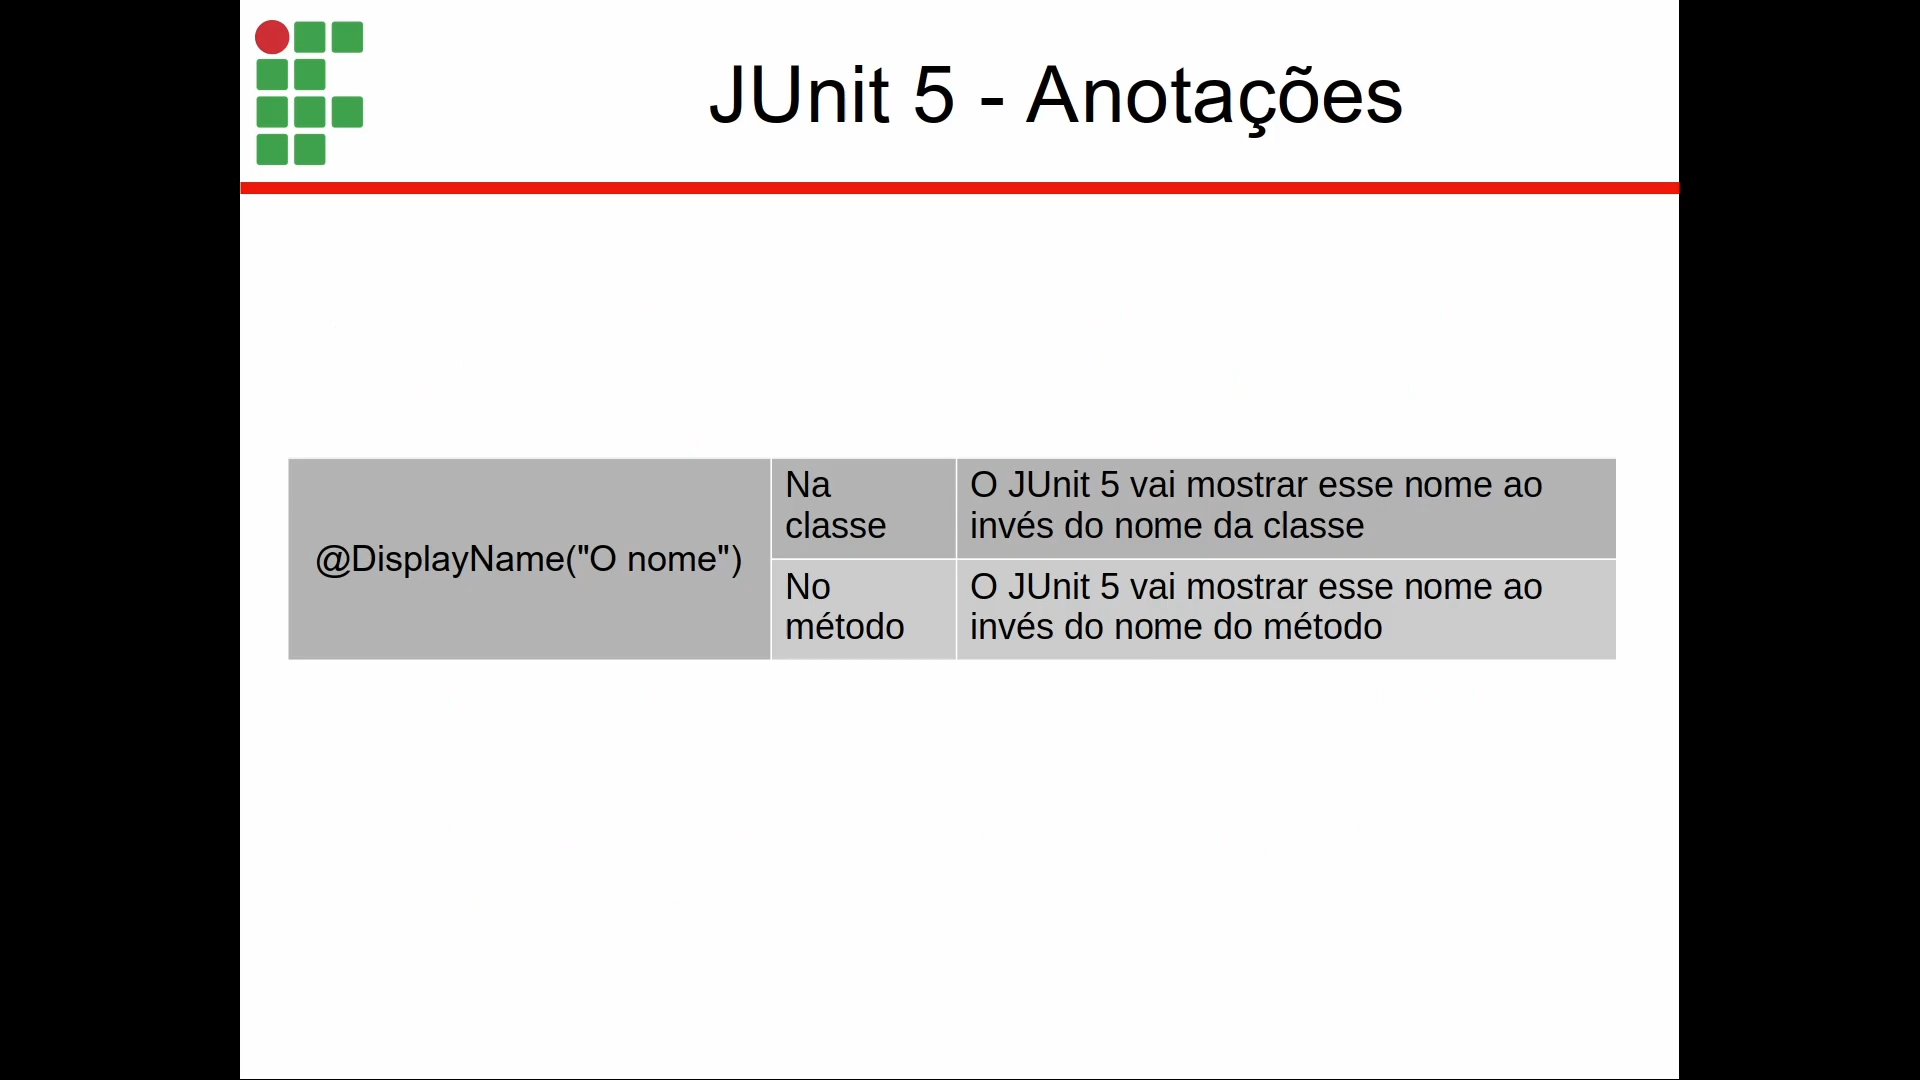 JUnit 5 - Anotações
@DisplayName("O nome")
Na
classe
O JUnit 5 vai mostrar esse nome ao
invés do nome da classe
No
método
O JUnit 5 vai mostrar esse nome ao
invés do nome do método